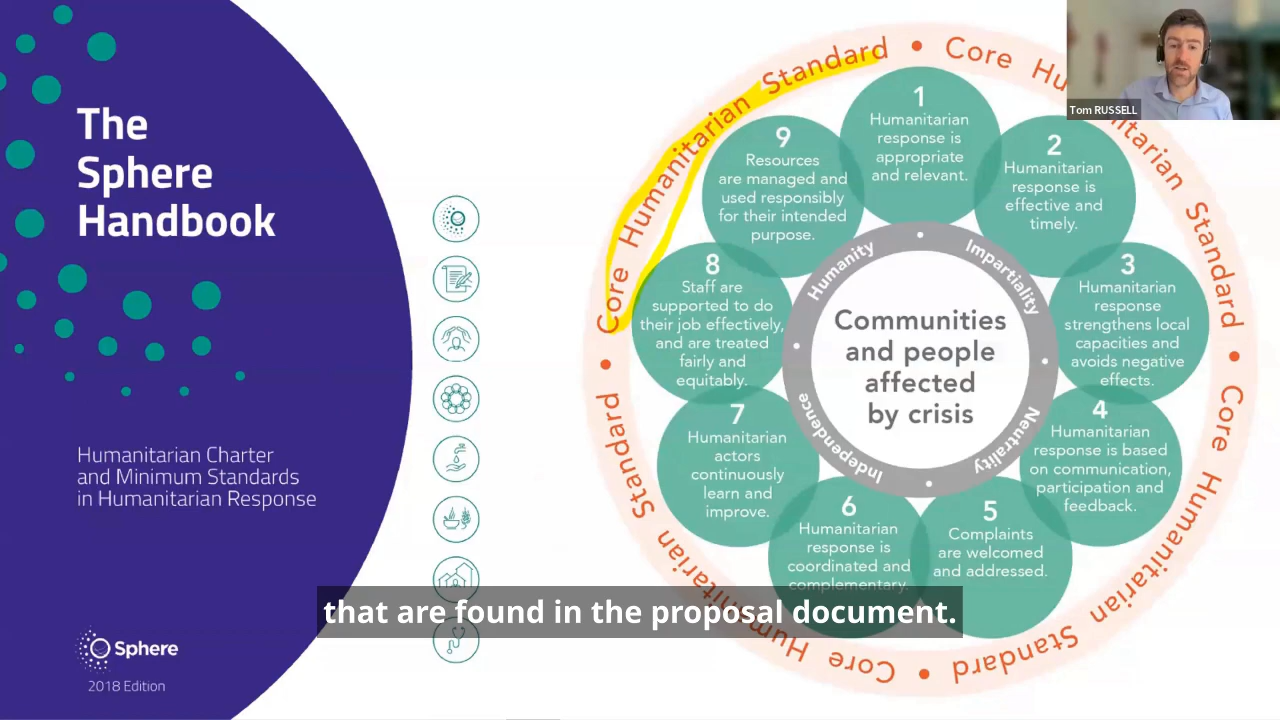 The
Sphere
Handbook
Humanitarian Charter
and Minimum Standards
in Humanitarian Response
Sphere
2018 Edition
Core Humanitarian Standard • Core Hu
nitarian Standard • Core Humanitarian Standard • Core Humanitarian Standard •
1
Humanitarian
response is
appropriate
and relevant.
2
Humanitarian
response is
effective and
timely.
3
Humanitarian
response
strengthens local
capacities and
avoids negative
effects.
4
Humanitarian
response is based
on communication,
participation and
feedback.
5
Complaints
are welcomed
and addressed.
6
Humanitarian
response is
coordinated and
complementary.
7
Humanitarian
actors
continuously
learn and
improve.
8
Staff are
supported to do
their job effectively,
and are treated
fairly and
equitably.
9
Resources
are managed and
used responsibly
for their intended
purpose.
Humanity • Impartiality • Neutrality • Independence •
Communities
and people
affected
by crisis
Tom RUSSELL
that are found in the proposal document.